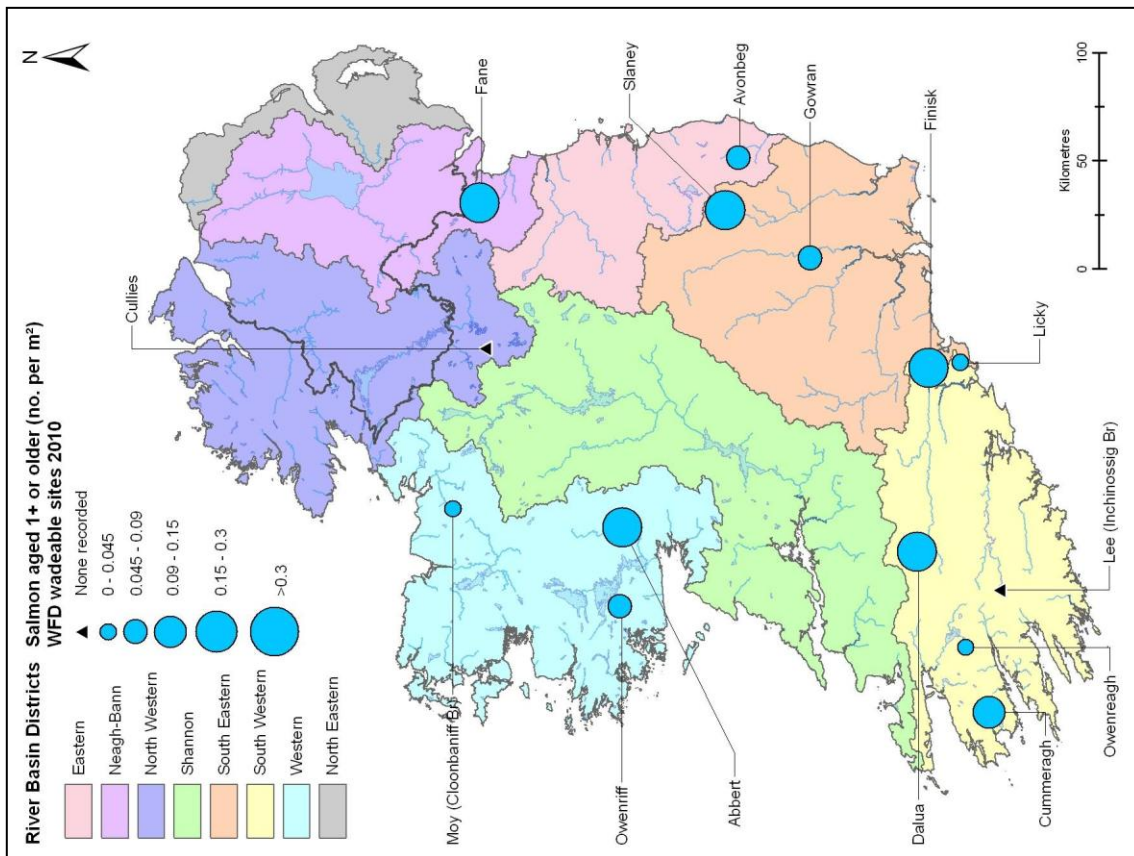 River Basin Districts
Eastern
Neagh-Bann
North Western
Shannon
South Eastern
South Western
Western
North Eastern
Salmon aged 1+ or older (no. per m²)
WFD wadeable sites 2010
None recorded
0 - 0.045
0.045 - 0.09
0.09 - 0.15
0.15 - 0.3
>0.3
N
Cullies
Fane
Slaney
Avonbeg
Gowran
Finisk
Licky
Moy (Cloonbaniff Br)
Owenriff
Abbert
Dalua
Cummeragh
Owenreagh
Lee (Inchinossig Br)
0 50 100
Kilometres